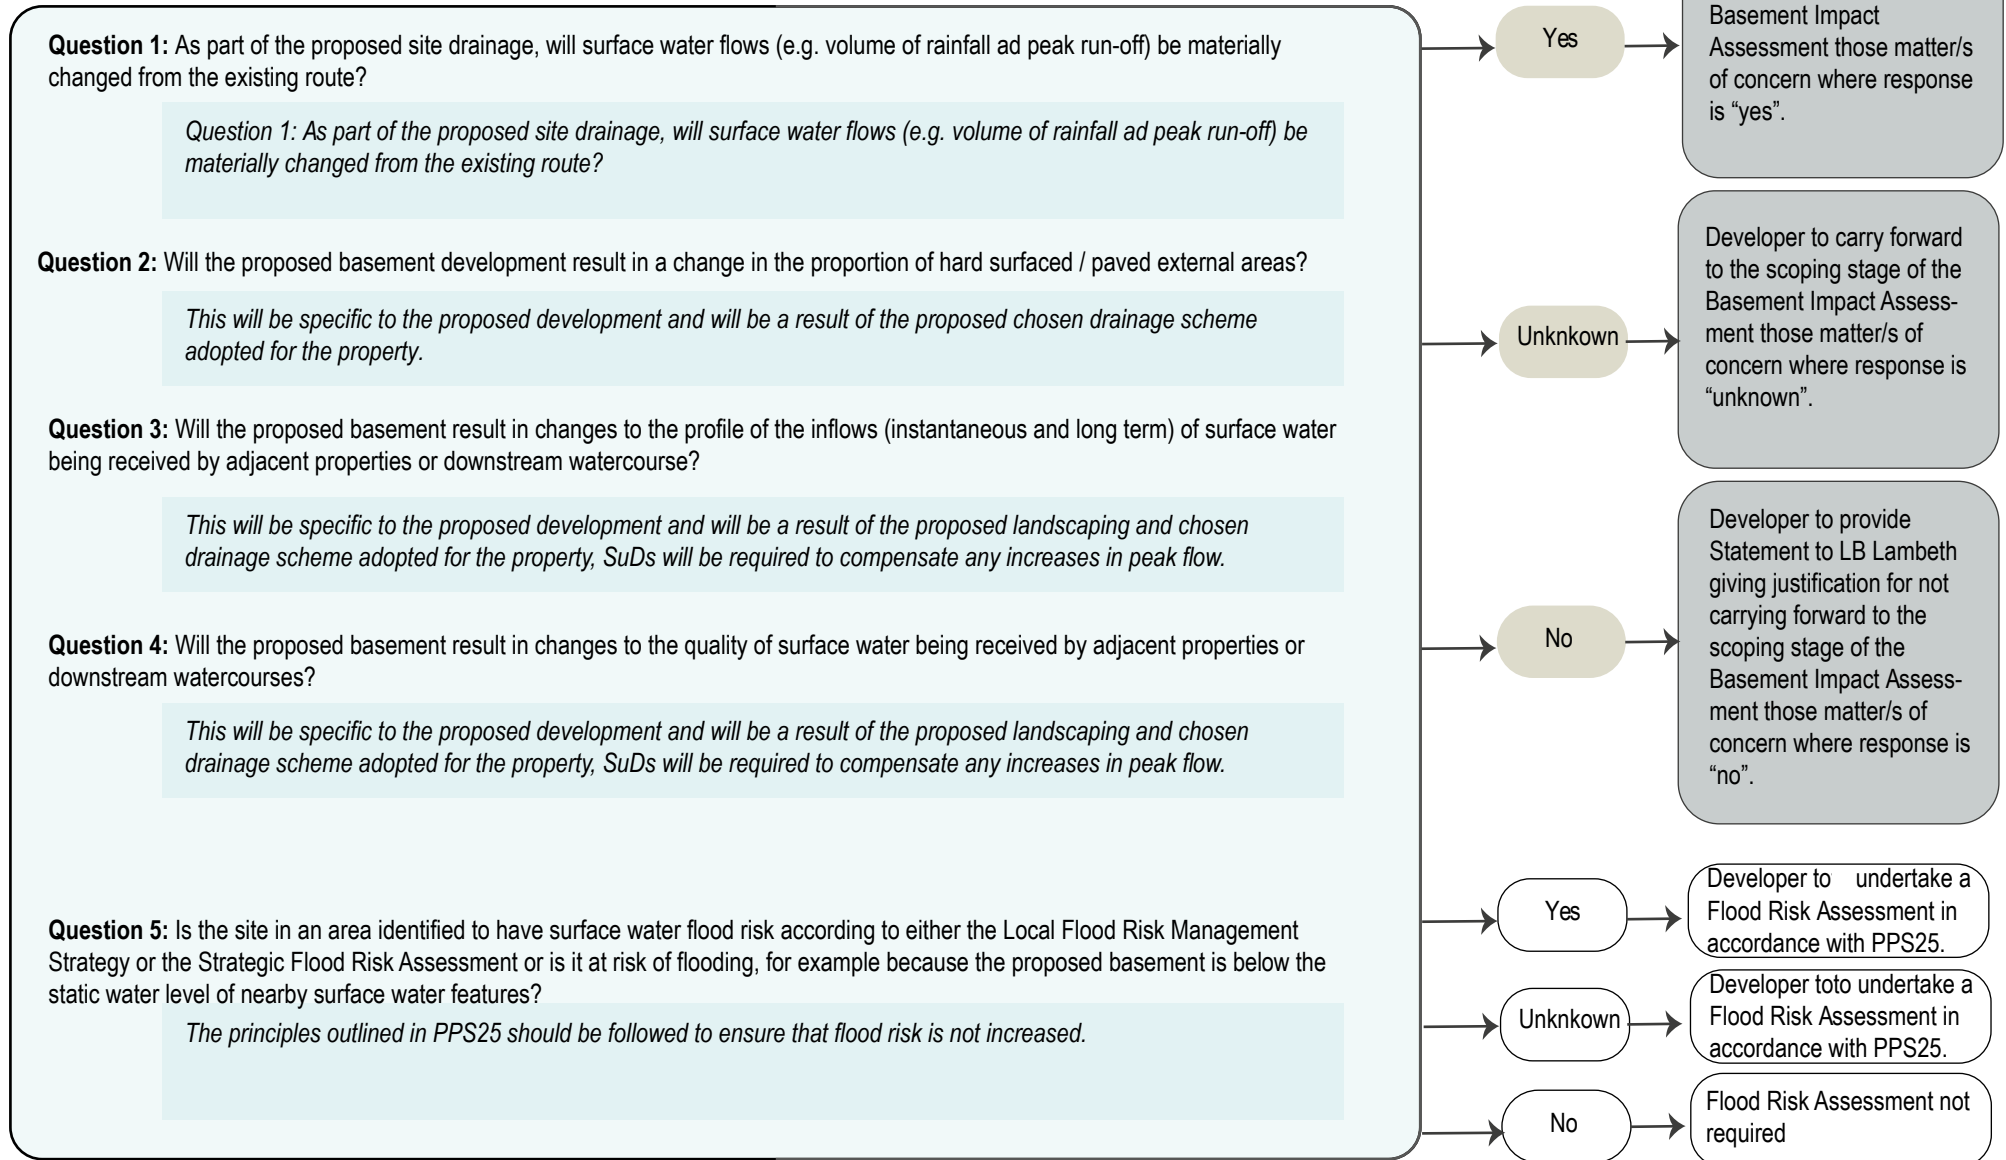 Question 1: As part of the proposed site drainage, will surface water flows (e.g. volume of rainfall ad peak run-off) be materially
changed from the existing route?
Question 1: As part of the proposed site drainage, will surface water flows (e.g. volume of rainfall ad peak run-off) be
materially changed from the existing route?
Question 2: Will the proposed basement development result in a change in the proportion of hard surfaced / paved external areas?
This will be specific to the proposed development and will be a result of the proposed chosen drainage scheme
adopted for the property.
Question 3: Will the proposed basement result in changes to the profile of the inflows (instantaneous and long term) of surface water
being received by adjacent properties or downstream watercourse?
This will be specific to the proposed development and will be a result of the proposed landscaping and chosen
drainage scheme adopted for the property, SuDs will be required to compensate any increases in peak flow.
Question 4: Will the proposed basement result in changes to the quality of surface water being received by adjacent properties or
downstream watercourses?
This will be specific to the proposed development and will be a result of the proposed landscaping and chosen
drainage scheme adopted for the property, SuDs will be required to compensate any increases in peak flow.
Question 5: Is the site in an area identified to have surface water flood risk according to either the Local Flood Risk Management
Strategy or the Strategic Flood Risk Assessment or is it at risk of flooding, for example because the proposed basement is below the
static water level of nearby surface water features?
The principles outlined in PPS25 should be followed to ensure that flood risk is not increased.
Yes
Basement Impact
Assessment those matter/s
of concern where response
is “yes”.
Unknkown
Developer to carry forward
to the scoping stage of the
Basement Impact Assess-
ment those matter/s of
concern where response is
“unknown”.
No
Developer to provide
Statement to LB Lambeth
giving justification for not
carrying forward to the
scoping stage of the
Basement Impact Assess-
ment those matter/s of
concern where response is
“no”.
Yes
Developer to undertake a
Flood Risk Assessment in
accordance with PPS25.
Unknkown
Developer toto undertake a
Flood Risk Assessment in
accordance with PPS25.
No
Flood Risk Assessment not
required